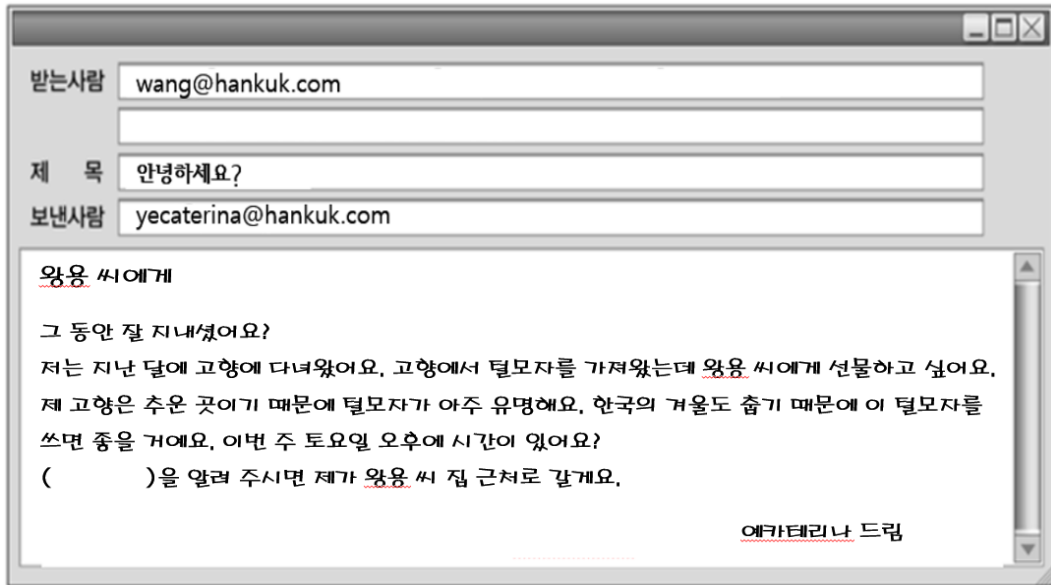 받는사람 wang@hankuk.com
제 목 안녕하세요?
보낸사람 yecaterina@hankuk.com
왕용 씨에게
그 동안 잘 지내셨어요?
저는 지난 달에 고향에 다녀왔어요. 고향에서 털모자를 가져왔는데 왕용 씨에게 선물하고 싶어요.
제 고향은 추운 곳이기 때문에 털모자가 아주 유명해요. 한국의 겨울도 춥기 때문에 이 털모자를
쓰면 좋을 거예요. 이번 주 토요일 오후에 시간이 있어요?
( )을 알려 주시면 제가 왕용 씨 집 근처로 갈게요.
예카테리나 드림